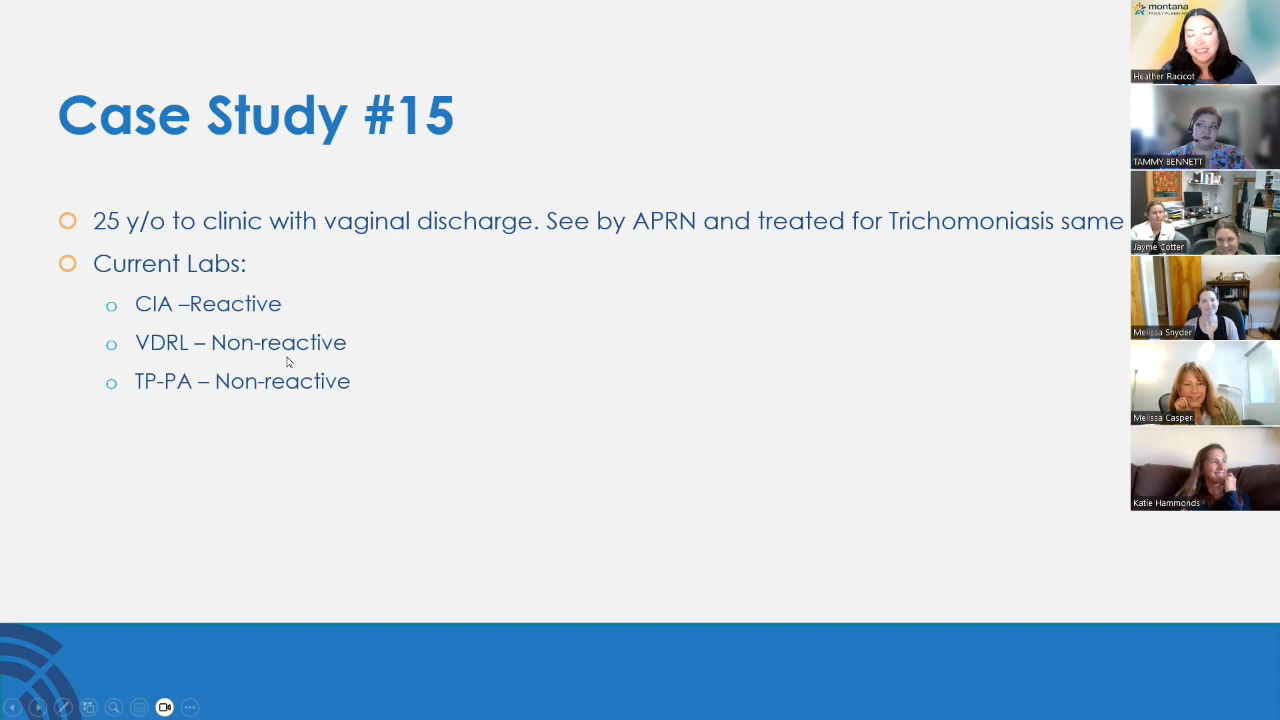 Case Study #15
25 y/o to clinic with vaginal discharge. See by APRN and treated for Trichomoniasis same
Current Labs:
CIA –Reactive
VDRL – Non-reactive
TP-PA – Non-reactive
montana
FAMILY PLANNING
Heather Racicot
TAMMY BENNETT
Jayme Cotter
Melissa Snyder
Melissa Casper
Katie Hammonds